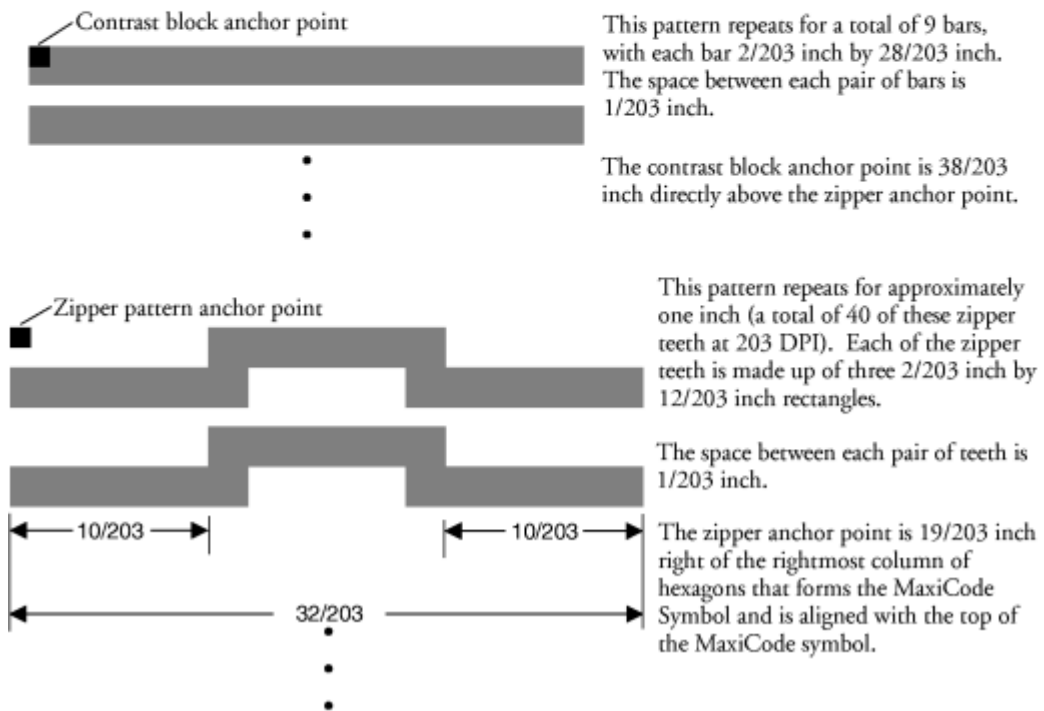 Contrast block anchor point
This pattern repeats for a total of 9 bars,
with each bar 2/203 inch by 28/203 inch.
The space between each pair of bars is
1/203 inch.
The contrast block anchor point is 38/203
inch directly above the zipper anchor point.
Zipper pattern anchor point
This pattern repeats for approximately
one inch (a total of 40 of these zipper
teeth at 203 DPI). Each of the zipper
teeth is made up of three 2/203 inch by
12/203 inch rectangles.
The space between each pair of teeth is
1/203 inch.
10/203
10/203
The zipper anchor point is 19/203 inch
right of the rightmost column of
hexagons that forms the MaxiCode
Symbol and is aligned with the top of
the MaxiCode symbol.
32/203